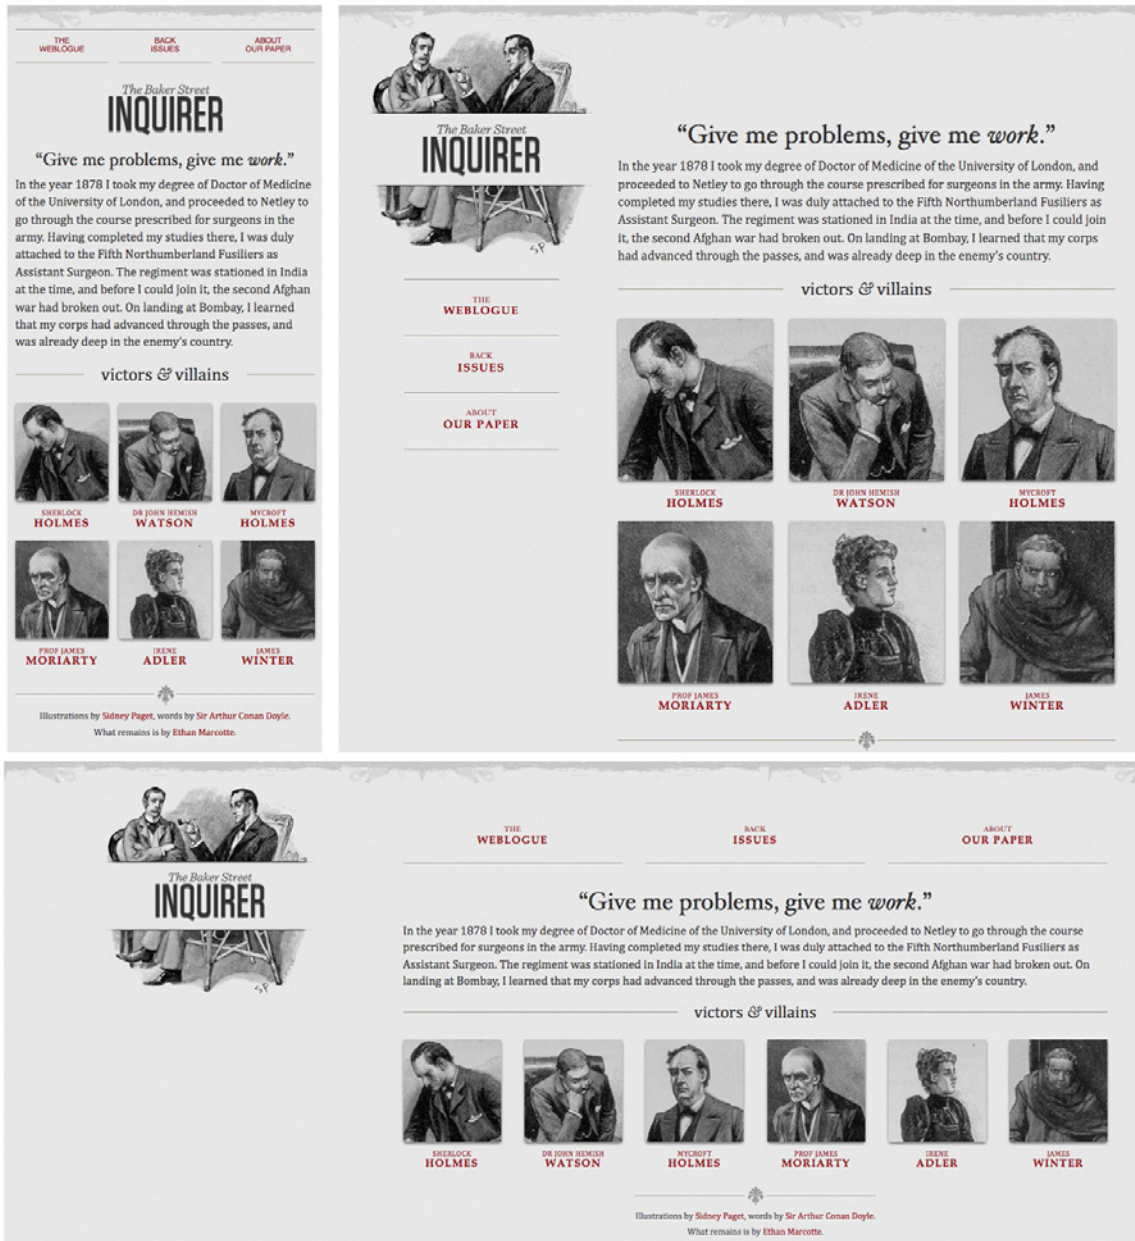 THE
WEBLOGUE
BACK
ISSUES
ABOUT
OUR PAPER
The Baker Street
INQUIRER
“Give me problems, give me work.”
In the year 1878 I took my degree of Doctor of Medicine
of the University of London, and proceeded to Netley to
go through the course prescribed for surgeons in the
army. Having completed my studies there, I was duly
attached to the Fifth Northumberland Fusiliers as
Assistant Surgeon. The regiment was stationed in India
at the time, and before I could join it, the second Afghan
war had broken out. On landing at Bombay, I learned
that my corps had advanced through the passes, and
was already deep in the enemy’s country.
victors & villains
SHERLOCK
HOLMES
DR JOHN HEMISH
WATSON
MYCROFT
HOLMES
PROF JAMES
MORIARTY
IRENE
ADLER
JAMES
WINTER
Illustrations by Sidney Paget, words by Sir Arthur Conan Doyle.
What remains is by Ethan Marcotte.
The Baker Street
INQUIRER
SP
THE
WEBLOGUE
BACK
ISSUES
ABOUT
OUR PAPER
“Give me problems, give me work.”
In the year 1878 I took my degree of Doctor of Medicine of the University of London, and
proceeded to Netley to go through the course prescribed for surgeons in the army. Having
completed my studies there, I was duly attached to the Fifth Northumberland Fusiliers as
Assistant Surgeon. The regiment was stationed in India at the time, and before I could join
it, the second Afghan war had broken out. On landing at Bombay, I learned that my corps
had advanced through the passes, and was already deep in the enemy’s country.
victors & villains
SHERLOCK
HOLMES
DR JOHN HEMISH
WATSON
MYCROFT
HOLMES
PROF JAMES
MORIARTY
IRENE
ADLER
JAMES
WINTER
The Baker Street
INQUIRER
SP
THE
WEBLOGUE
BACK
ISSUES
ABOUT
OUR PAPER
“Give me problems, give me work.”
In the year 1878 I took my degree of Doctor of Medicine of the University of London, and proceeded to Netley to go through the course
prescribed for surgeons in the army. Having completed my studies there, I was duly attached to the Fifth Northumberland Fusiliers as
Assistant Surgeon. The regiment was stationed in India at the time, and before I could join it, the second Afghan war had broken out. On
landing at Bombay, I learned that my corps had advanced through the passes, and was already deep in the enemy’s country.
victors & villains
SHERLOCK
HOLMES
DR JOHN HEMISH
WATSON
MYCROFT
HOLMES
PROF JAMES
MORIARTY
IRENE
ADLER
JAMES
WINTER
Illustrations by Sidney Paget, words by Sir Arthur Conan Doyle.
What remains is by Ethan Marcotte.